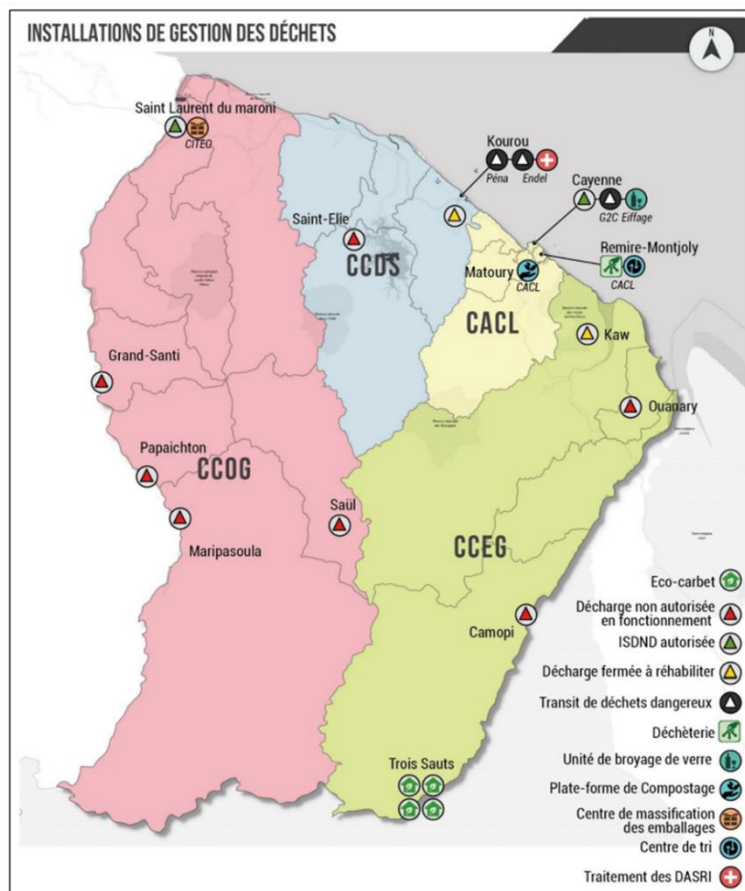 INSTALLATIONS DE GESTION DES DÉCHETS
N
Saint Laurent du maroni
CITEO
Kourou
Péna
Endel
Cayenne
G2C Eiffage
Saint-Elie
CCDS
Remire-Montjoly
CACL
Matoury
CACL
CACL
Kaw
Grand-Santi
Ouanary
Papaichton
CCOG
Saül
Maripasoula
CCEG
Camopi
Trois Sauts
Eco-carbet
Décharge non autorisée
en fonctionnement
ISDND autorisée
Décharge fermée à réhabiliter
Transit de déchets dangereux
Déchèterie
Unité de broyage de verre
Plate-forme de Compostage
Centre de massification
des emballages
Centre de tri
Traitement des DASRI